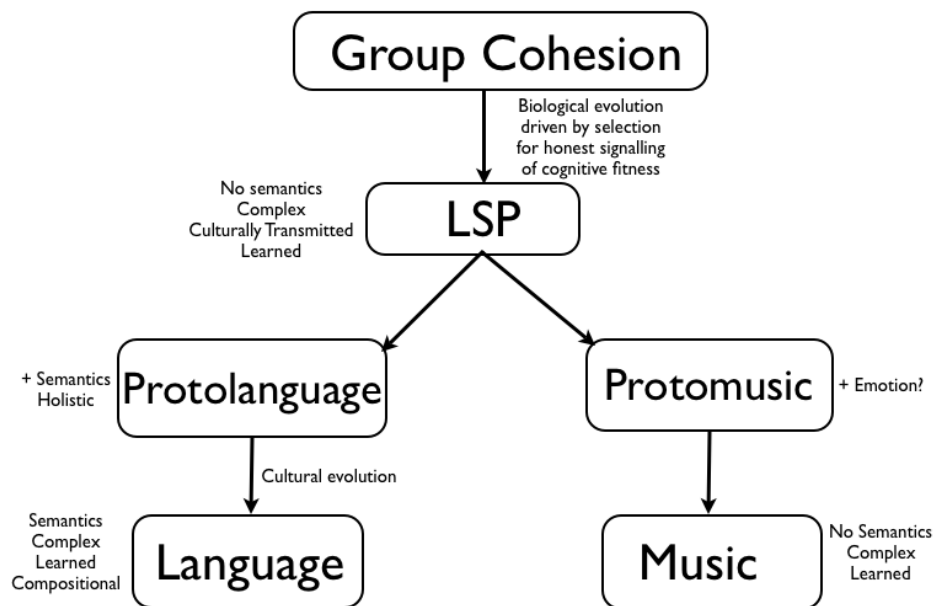 Group Cohesion
Biological evolution
driven by selection
for honest signalling
of cognitive fitness
No semantics
Complex
Culturally Transmitted
Learned
LSP
+ Semantics
Holistic
Protolanguage
Protomusic
+ Emotion?
Cultural evolution
Semantics
Complex
Learned
Compositional
Language
Music
No Semantics
Complex
Learned